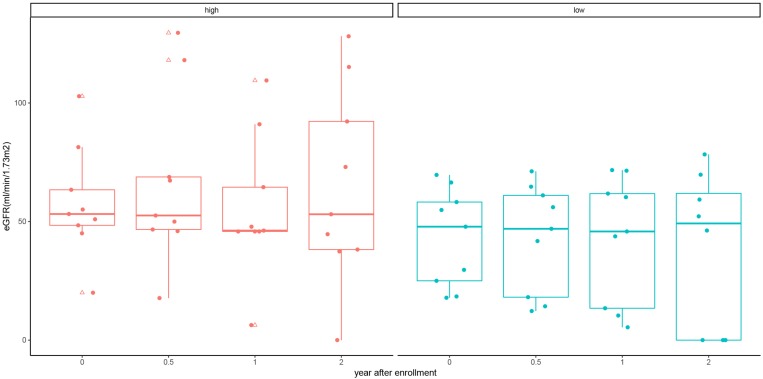 high
low
eGFR(ml/min/1.73m2)
100
50
0
0
0.5
1
2
0
0.5
1
2
year after enrollment